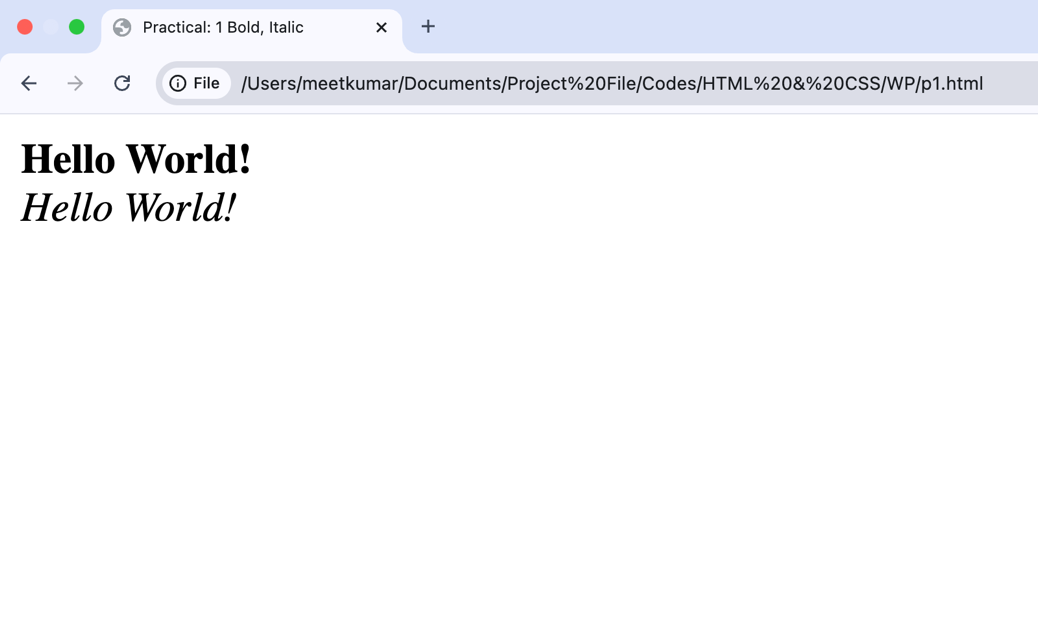 Practical: 1 Bold, Italic
File /Users/meetkumar/Documents/Project%20File/Codes/HTML%20&%20CSS/WP/p1.html
Hello World!
Hello World!